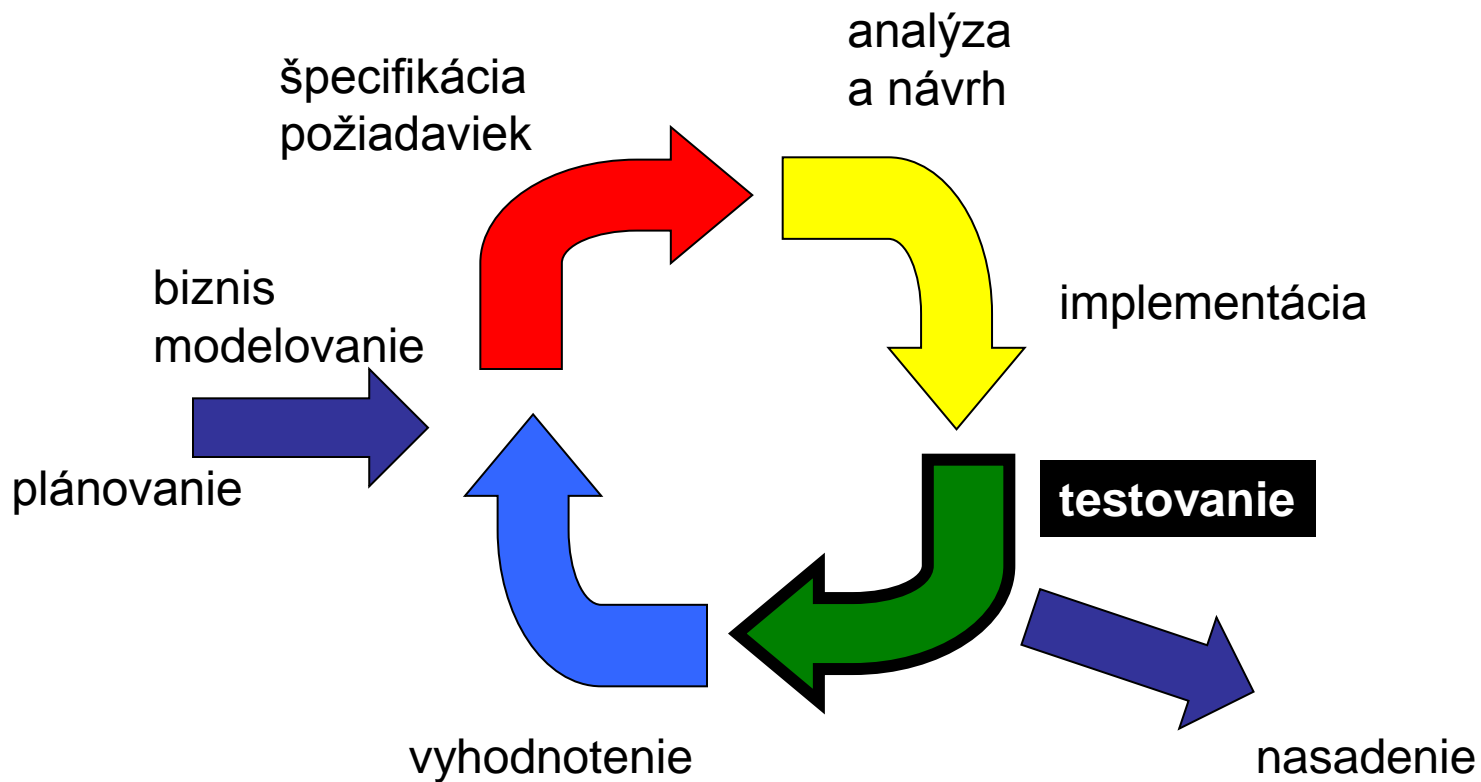 analýza
a návrh
špecifikácia
požiadaviek
biznis
modelovanie
implementácia
plánovanie
testovanie
vyhodnotenie
nasadenie